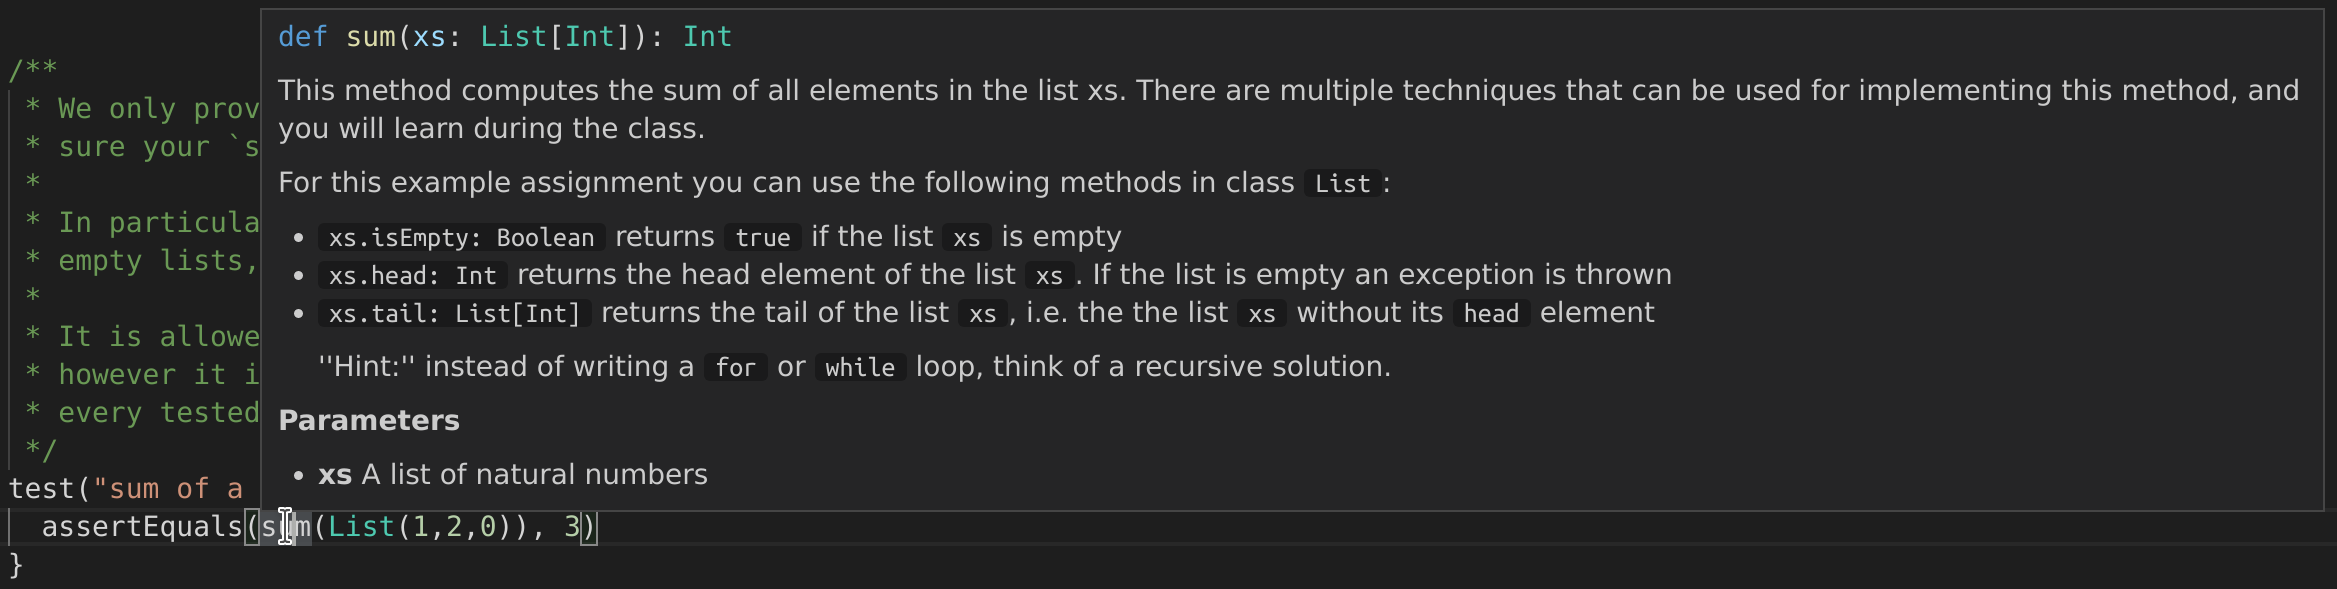 def sum(xs: List[Int]): Int
This method computes the sum of all elements in the list xs. There are multiple techniques that can be used for implementing this method, and
you will learn during the class.
For this example assignment you can use the following methods in class List:
• xs.isEmpty: Boolean returns true if the list xs is empty
• xs.head: Int returns the head element of the list xs. If the list is empty an exception is thrown
• xs.tail: List[Int] returns the tail of the list xs, i.e. the the list xs without its head element
''Hint:'' instead of writing a for or while loop, think of a recursive solution.
Parameters
• xs A list of natural numbers
/**
* We only prov
* sure your `s
*
* In particula
* empty lists,
*
* It is allowe
* however it i
* every tested
*/
test("sum of a
assertEquals(sum(List(1,2,0)), 3)
}